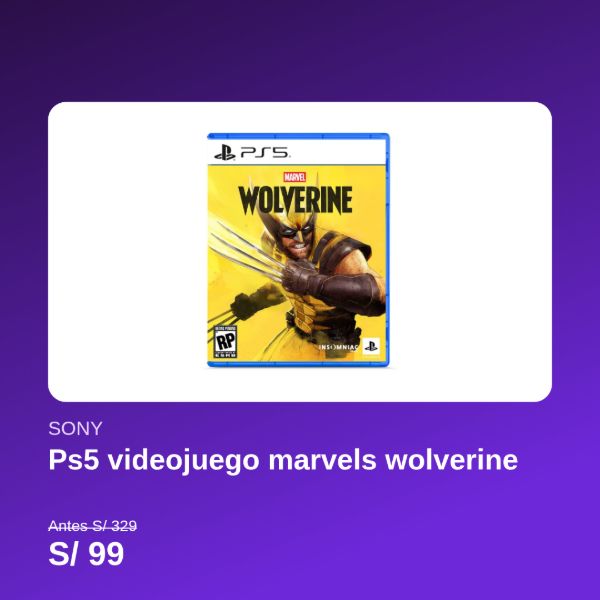 PS5
MARVEL
WOLVERINE
RP
INSOMNIAC
SONY
Ps5 videojuego marvels wolverine
Antes S/ 329
S/ 99